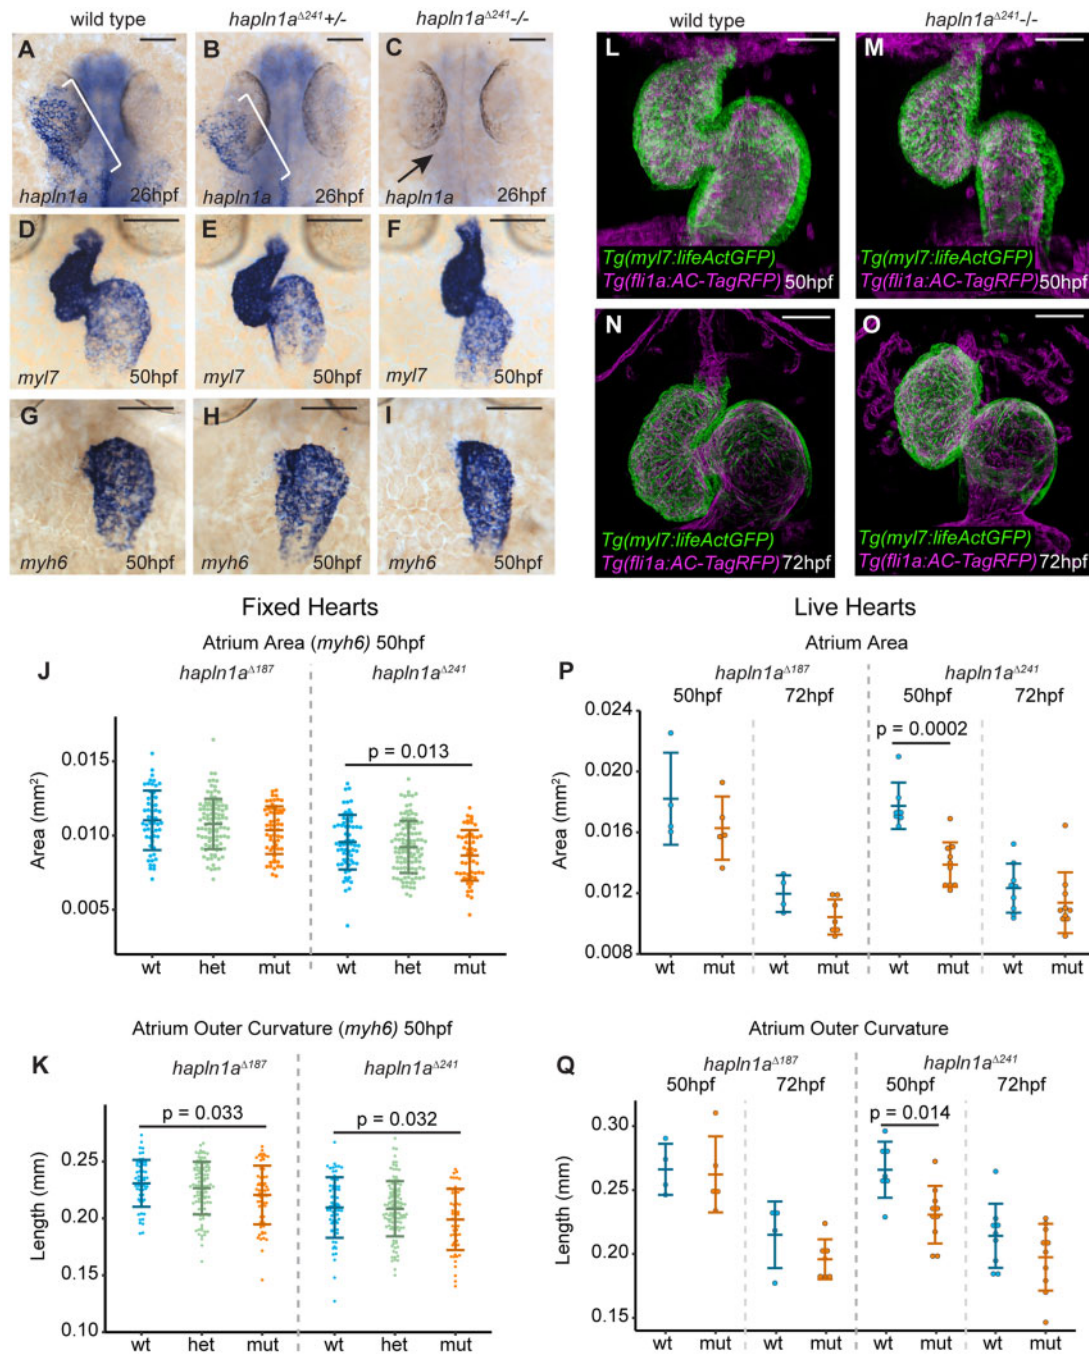 wild type
hapln1aΔ241+/-
hapln1aΔ241-/-
A
B
C
hapln1a
26hpf
hapln1a
26hpf
hapln1a
26hpf
D
E
F
myl7
50hpf
myl7
50hpf
myl7
50hpf
G
H
I
myh6
50hpf
myh6
50hpf
myh6
50hpf
wild type
hapln1aΔ241-/-
L
M
Tg(myl7:lifeActGFP)
Tg(fli1a:AC-TagRFP)
50hpf
Tg(myl7:lifeActGFP)
Tg(fli1a:AC-TagRFP)
50hpf
N
O
Tg(myl7:lifeActGFP)
Tg(fli1a:AC-TagRFP)
72hpf
Tg(myl7:lifeActGFP)
Tg(fli1a:AC-TagRFP)
72hpf
Fixed Hearts
Atrium Area (myh6) 50hpf
J
hapln1aΔ187
hapln1aΔ241
p = 0.013
Area (mm2)
0.015
0.010
0.005
wt het mut wt het mut
Atrium Outer Curvature (myh6) 50hpf
K
hapln1aΔ187
hapln1aΔ241
p = 0.033
p = 0.032
Length (mm)
0.25
0.20
0.15
0.10
wt het mut wt het mut
Live Hearts
Atrium Area
P
hapln1aΔ187
hapln1aΔ241
50hpf 72hpf 50hpf 72hpf
p = 0.0002
Area (mm2)
0.024
0.020
0.016
0.012
0.008
wt mut wt mut wt mut wt mut
Atrium Outer Curvature
Q
hapln1aΔ187
hapln1aΔ241
50hpf 72hpf 50hpf 72hpf
p = 0.014
Length (mm)
0.30
0.25
0.20
0.15
wt mut wt mut wt mut wt mut